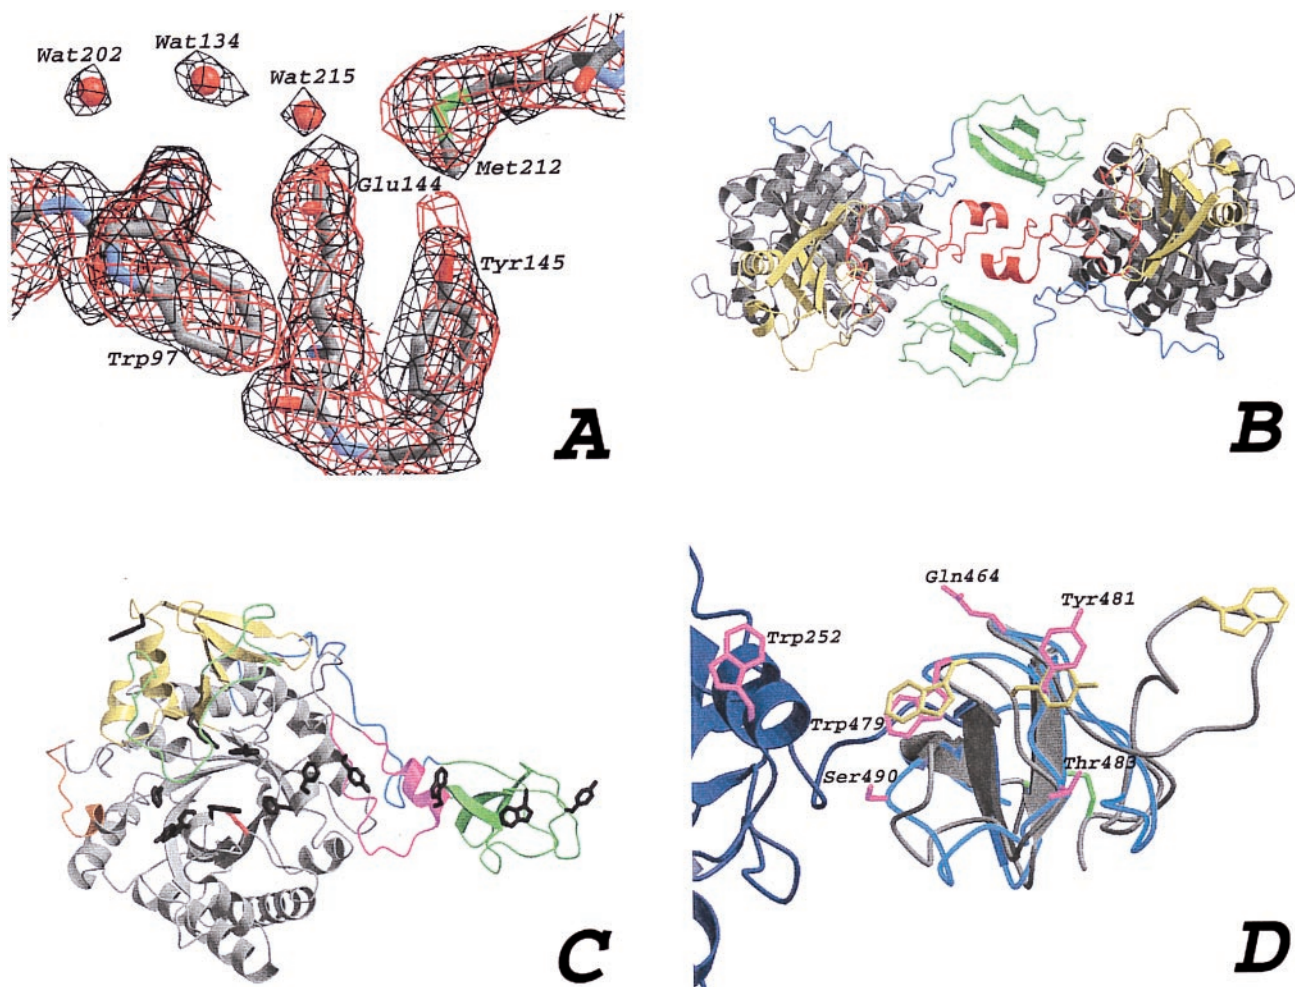 Wat202
Wat134
Wat215
Glu144
Met212
Tyr145
Trp97
A
B
C
Gln464
Tyr481
Trp252
Trp479
Ser490
Thr483
D